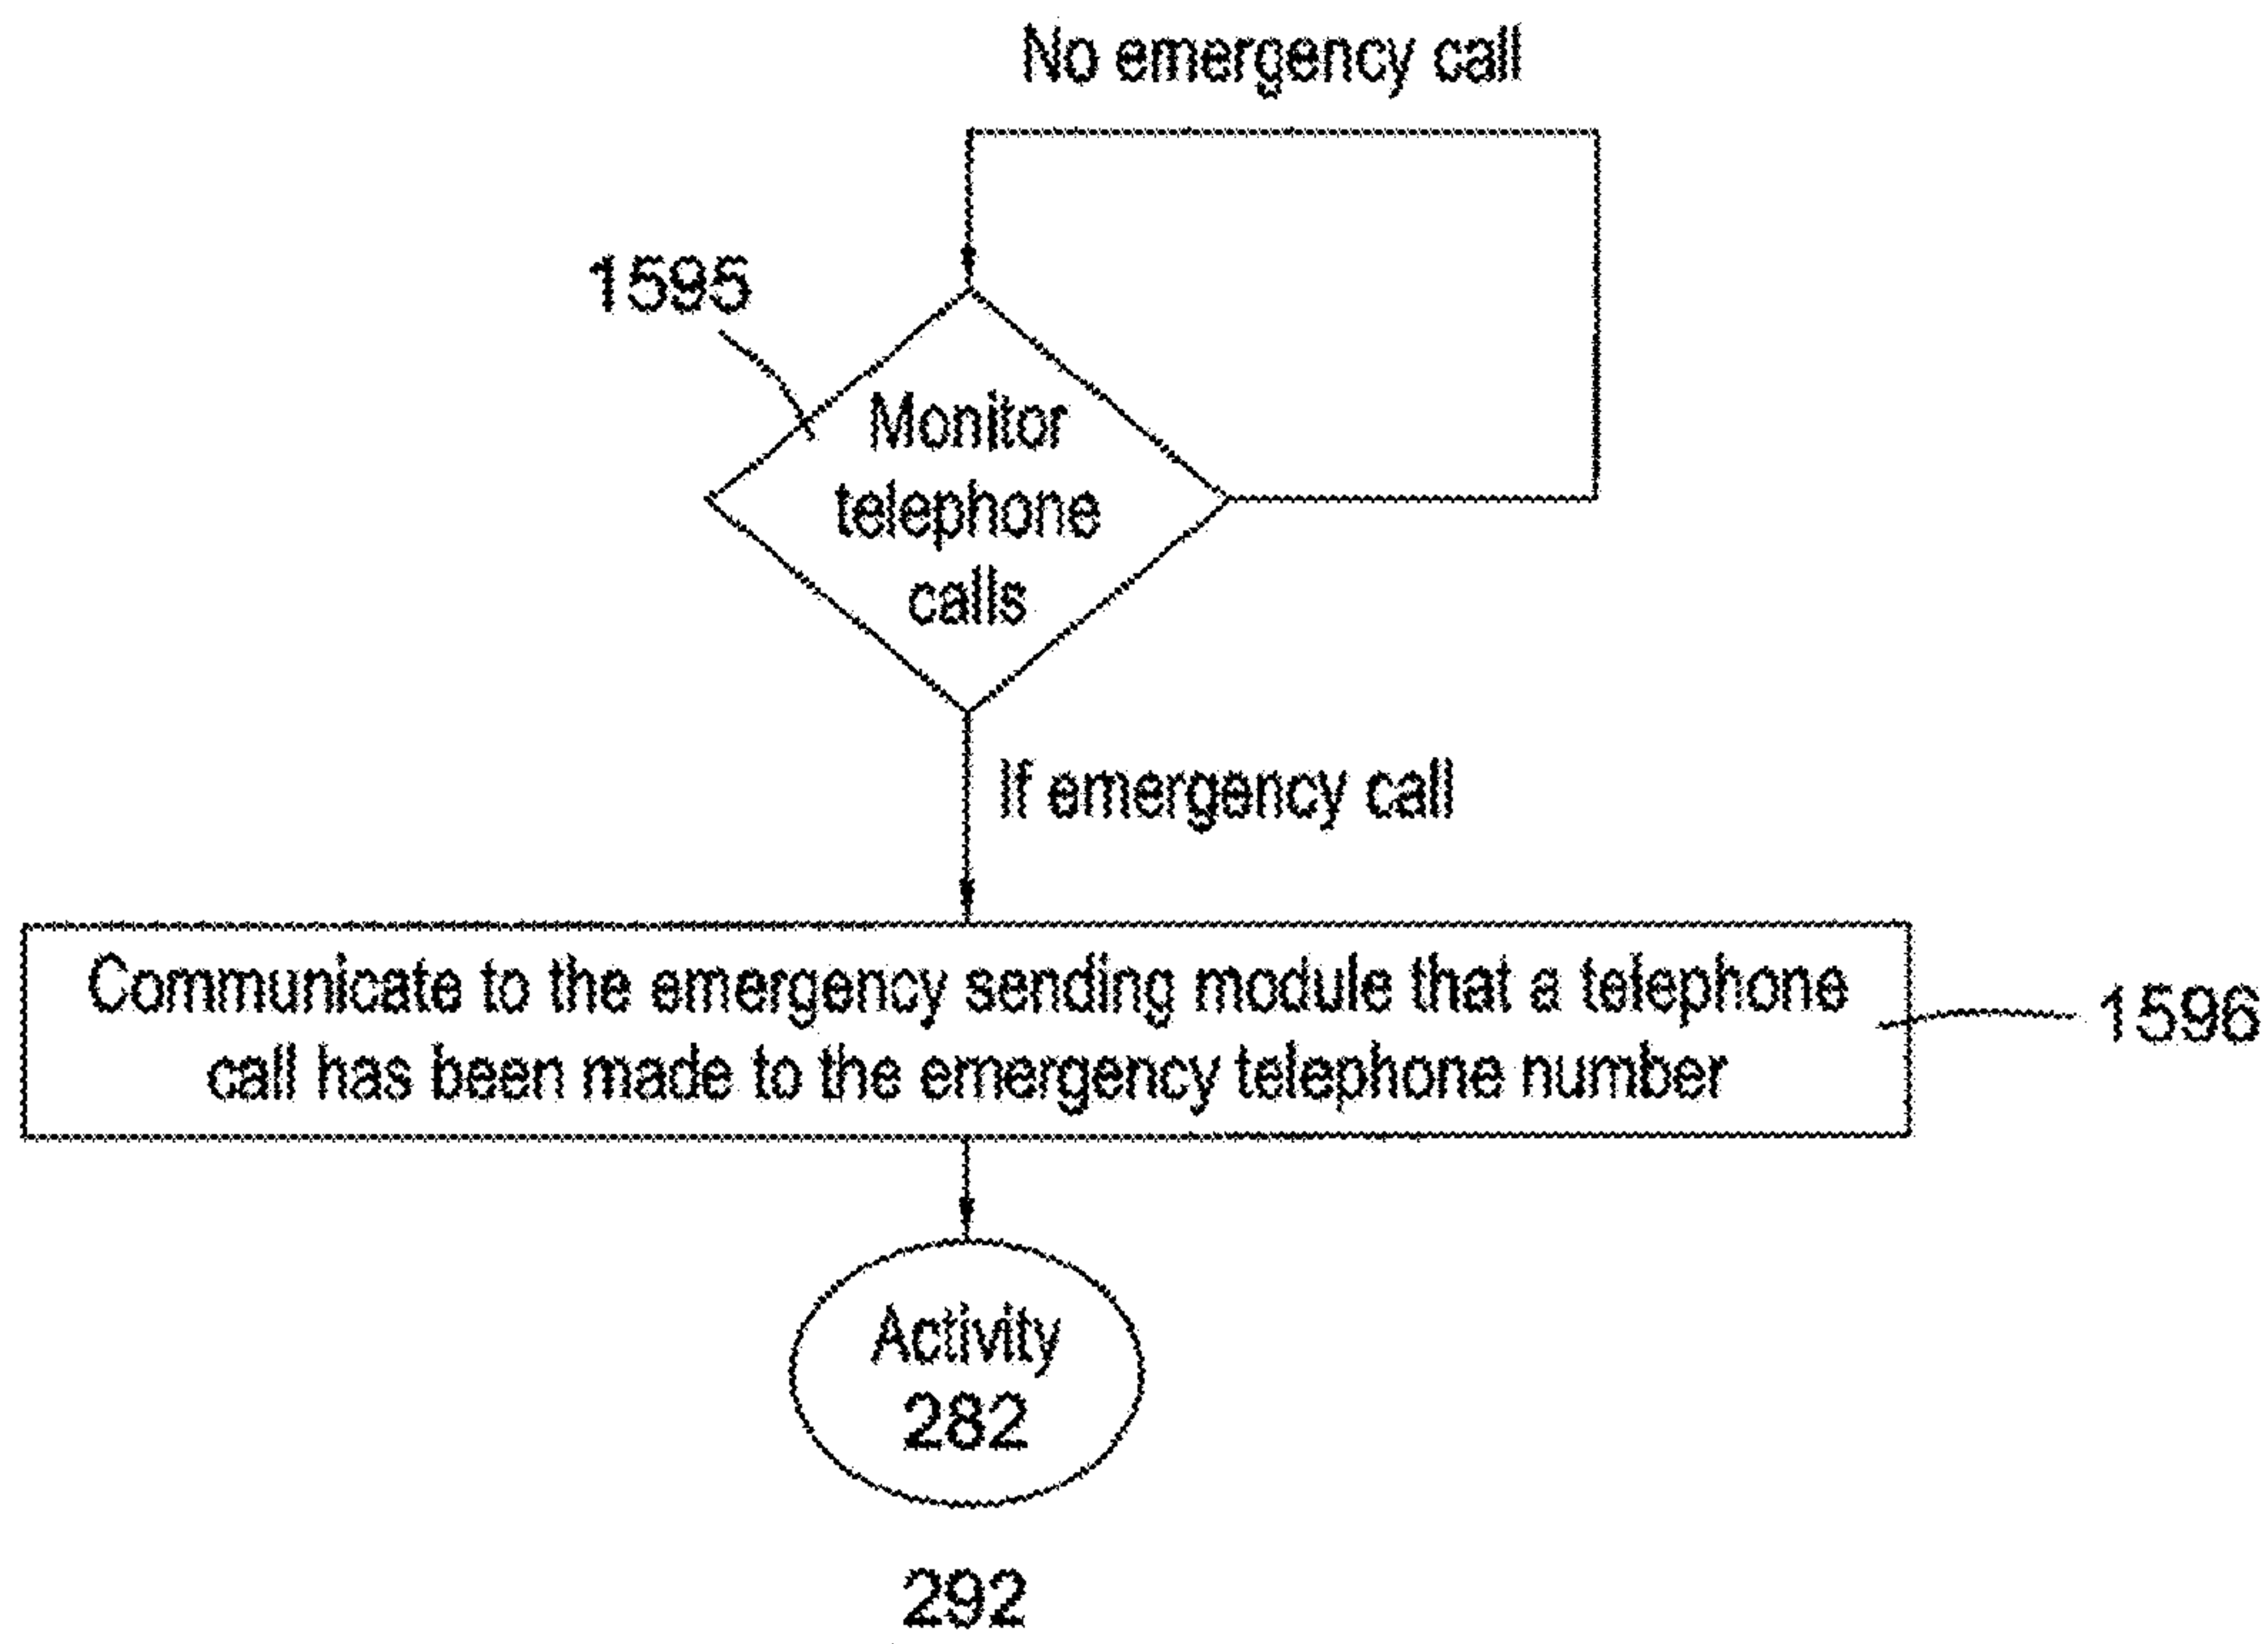 No emergency call
1595
Monitor
telephone
calls
If emergency call
Communicate to the emergency sending module that a telephone
call has been made to the emergency telephone number
1596
Activity
282
292